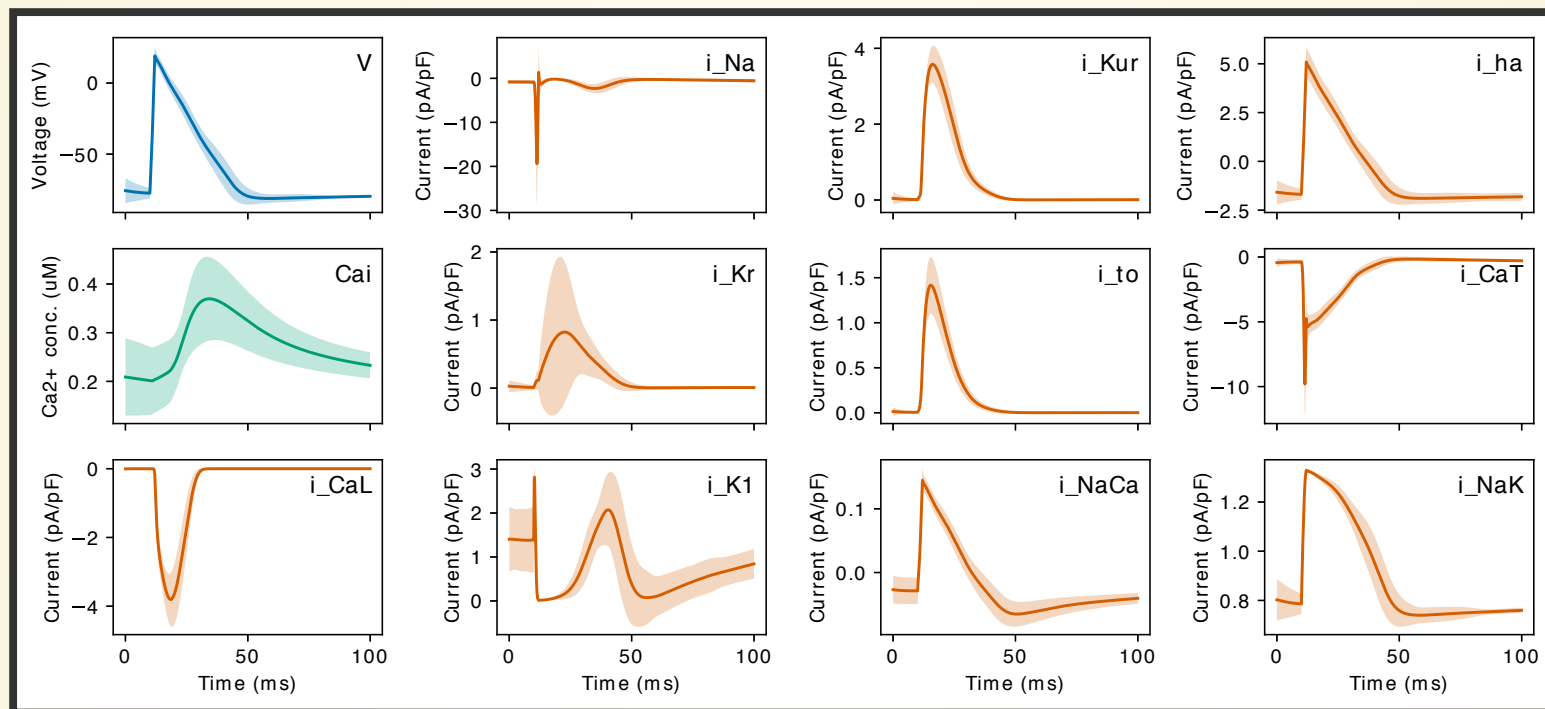 V
Voltage (mV)
0
−50
i_Na
Current (pA/pF)
0
−10
−20
−30
i_Kur
Current (pA/pF)
4
2
0
i_ha
Current (pA/pF)
5.0
2.5
0.0
−2.5
Cai
Ca2+ conc. (uM)
0.4
0.3
0.2
i_Kr
Current (pA/pF)
2
1
0
i_to
Current (pA/pF)
1.5
1.0
0.5
0.0
i_CaT
Current (pA/pF)
0
−5
−10
i_CaL
Current (pA/pF)
0
−2
−4
0 50 100
Time (ms)
i_K1
Current (pA/pF)
3
2
1
0
0 50 100
Time (ms)
i_NaCa
Current (pA/pF)
0.1
0.0
0 50 100
Time (ms)
i_NaK
Current (pA/pF)
1.2
1.0
0.8
0 50 100
Time (ms)